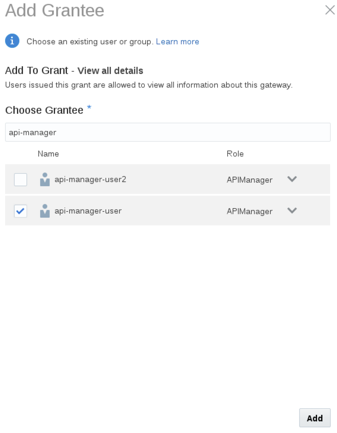 Add Grantee
Choose an existing user or group. Learn more
Add To Grant - View all details
Users issued this grant are allowed to view all information about this gateway.
Choose Grantee *
api-manager
Name Role
api-manager-user2 APIManager
api-manager-user APIManager
Add